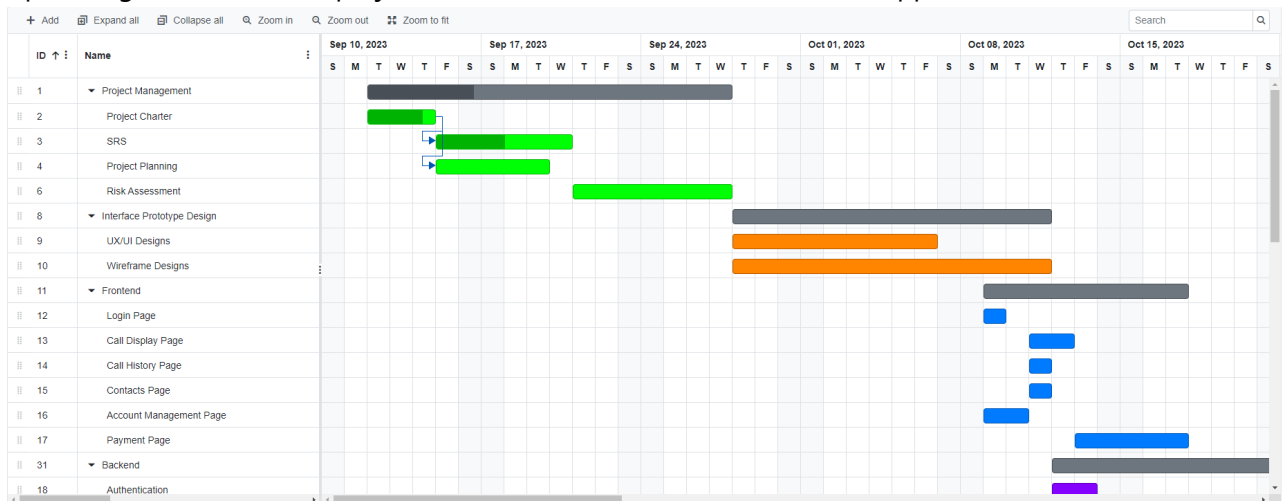 + Add Expand all Collapse all Zoom in Zoom out Zoom to fit Search
ID Name
Sep 10, 2023 Sep 17, 2023 Sep 24, 2023 Oct 01, 2023 Oct 08, 2023 Oct 15, 2023
S M T W T F S S M T W T F S S M T W T F S S M T W T F S S M T W T F S S M T W T F S
1 Project Management
2 Project Charter
3 SRS
4 Project Planning
6 Risk Assessment
8 Interface Prototype Design
9 UX/UI Designs
10 Wireframe Designs
11 Frontend
12 Login Page
13 Call Display Page
14 Call History Page
15 Contacts Page
16 Account Management Page
17 Payment Page
31 Backend
18 Authentication